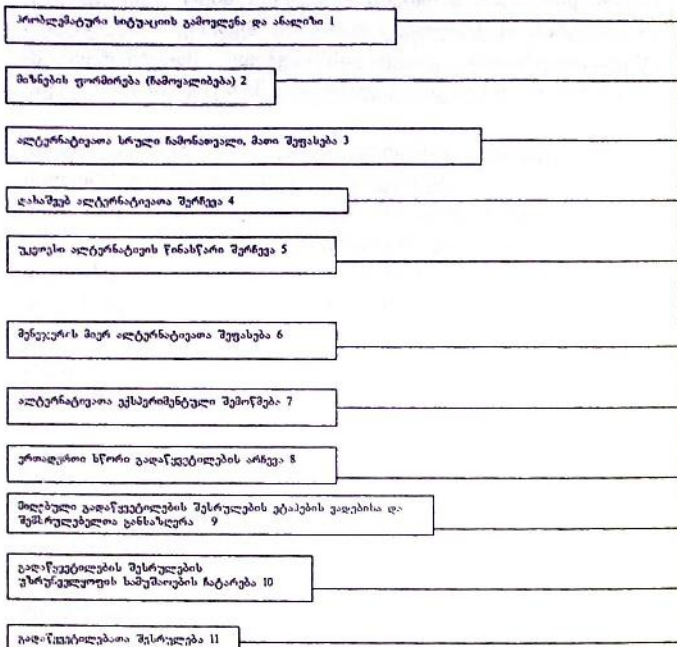 პრობლემატური სიტუაციის გამოვლენა და ანალიზი 1
მიზნების ფორმირება (ჩამოყალიბება) 2
ალტერნატივათა სრული ჩამონათვალი, მათი შეფასება 3
დასაშვებ ალტერნატივათა შერჩევა 4
უკეთესი ალტერნატივის წინასწარი შერჩევა 5
მენეჯერის მიერ ალტერნატივათა შეფასება 6
ალტერნატივათა ექსპერიმენტული შემოწმება 7
ერთადერთი სწორი გადაწყვეტილების არჩევა 8
მიღებული გადაწყვეტილების შესრულების ეტაპების ვადებისა და
შემსრულებელთა განსაზღვრა 9
გადაწყვეტილების შესრულების
უზრუნველყოფის სამუშაოების ჩატარება 10
გადაწყვეტილებათა შესრულება 11